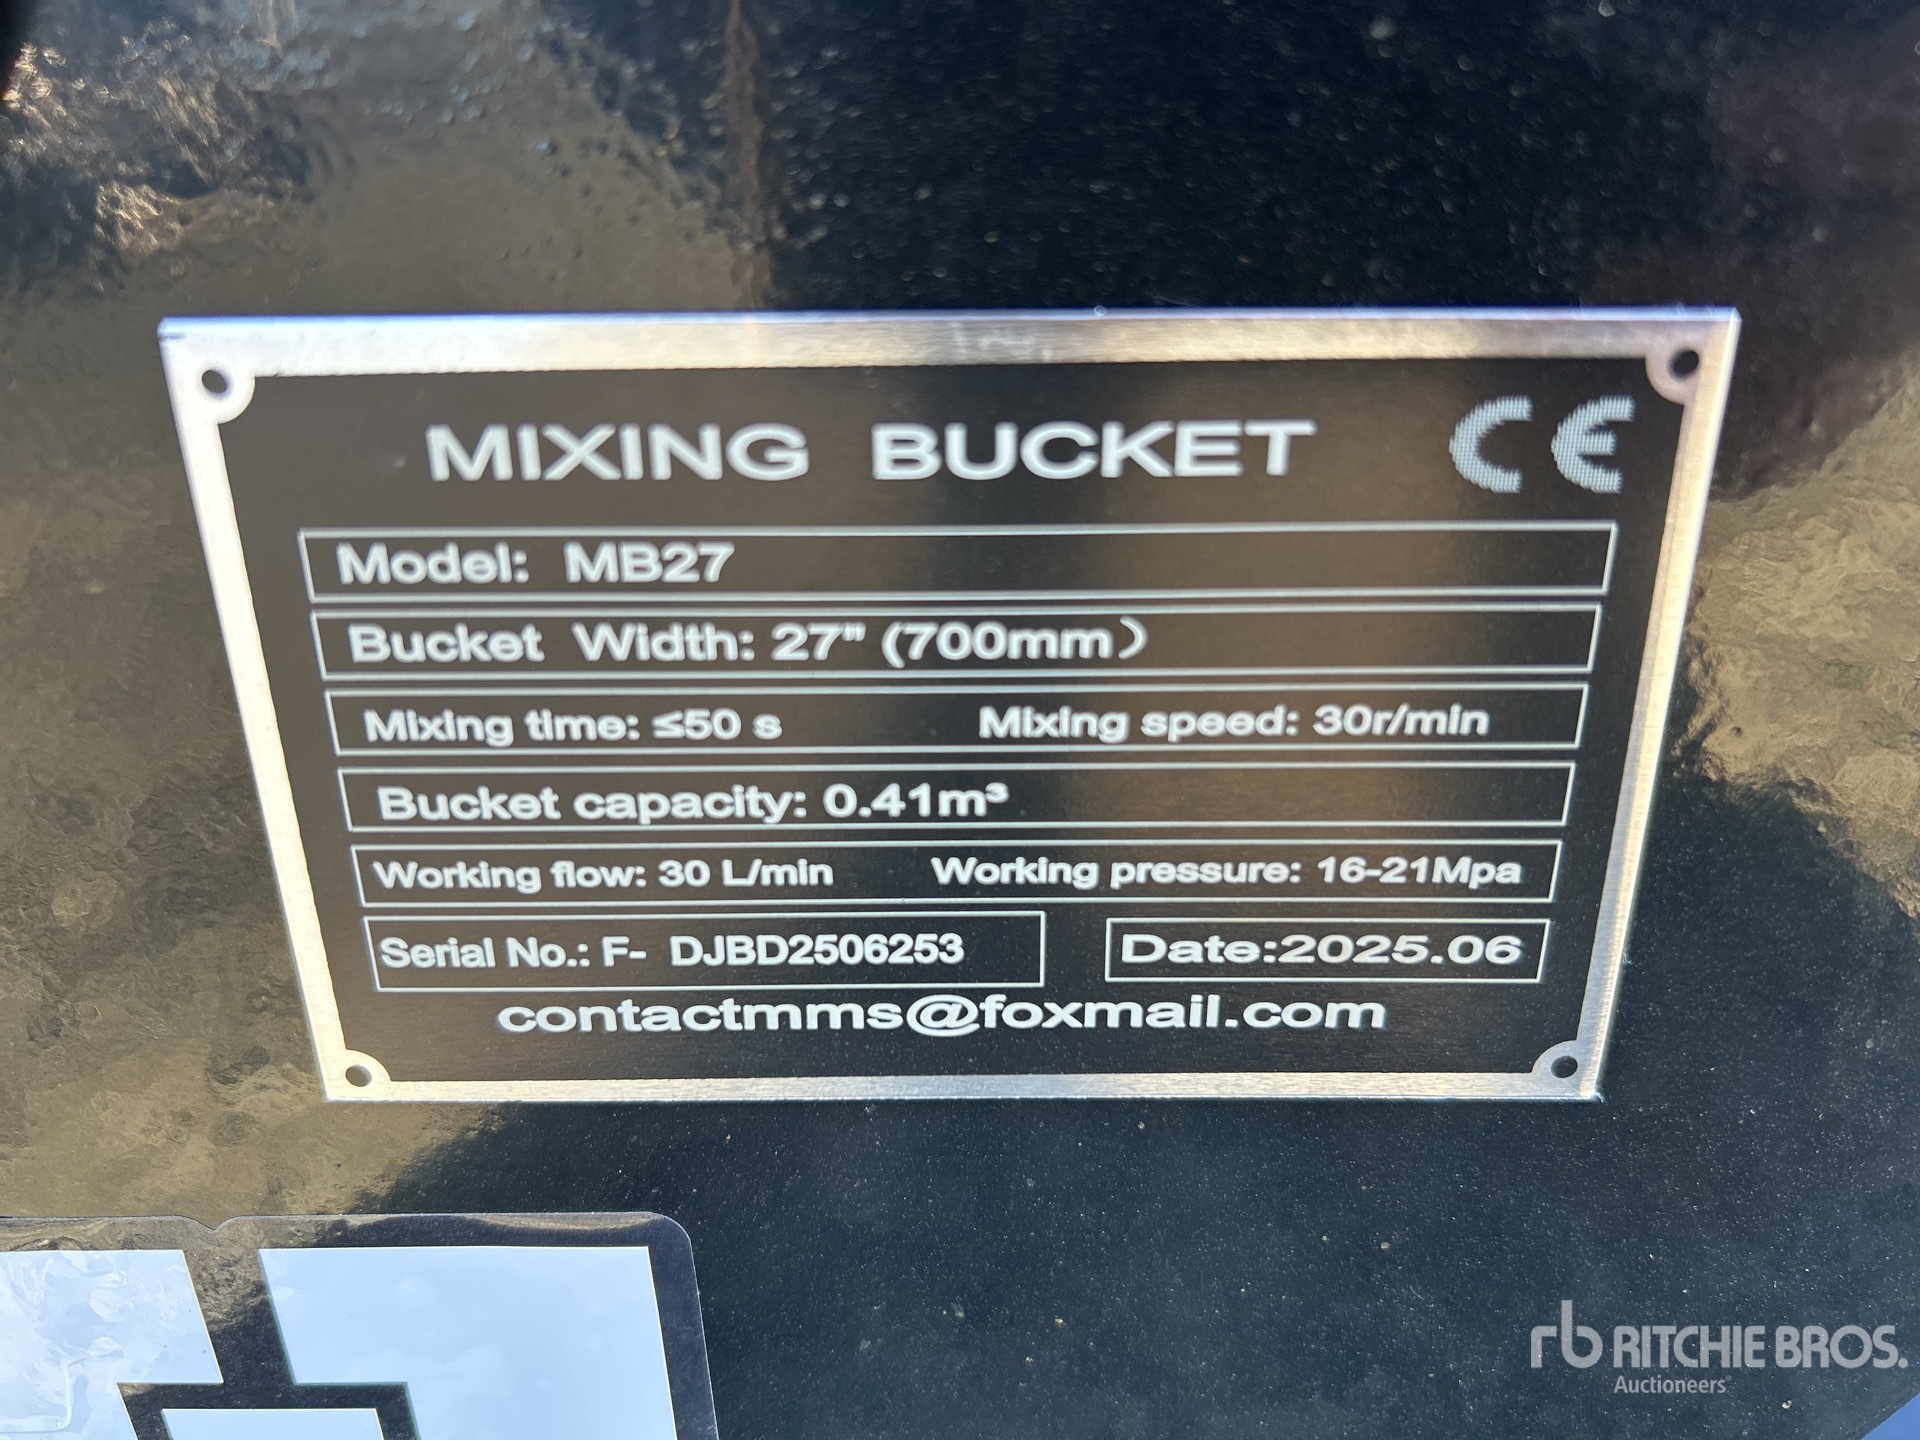 MIXING BUCKET CE
Model: MB27
Bucket Width: 27" (700mm）
Mixing time: ≤50 s Mixing speed: 30r/min
Bucket capacity: 0.41m³
Working flow: 30 L/min Working pressure: 16-21Mpa
Serial No.: F- DJBD2506253 Date:2025.06
contactmms@foxmail.com
rb RITCHIE BROS.
Auctioneers